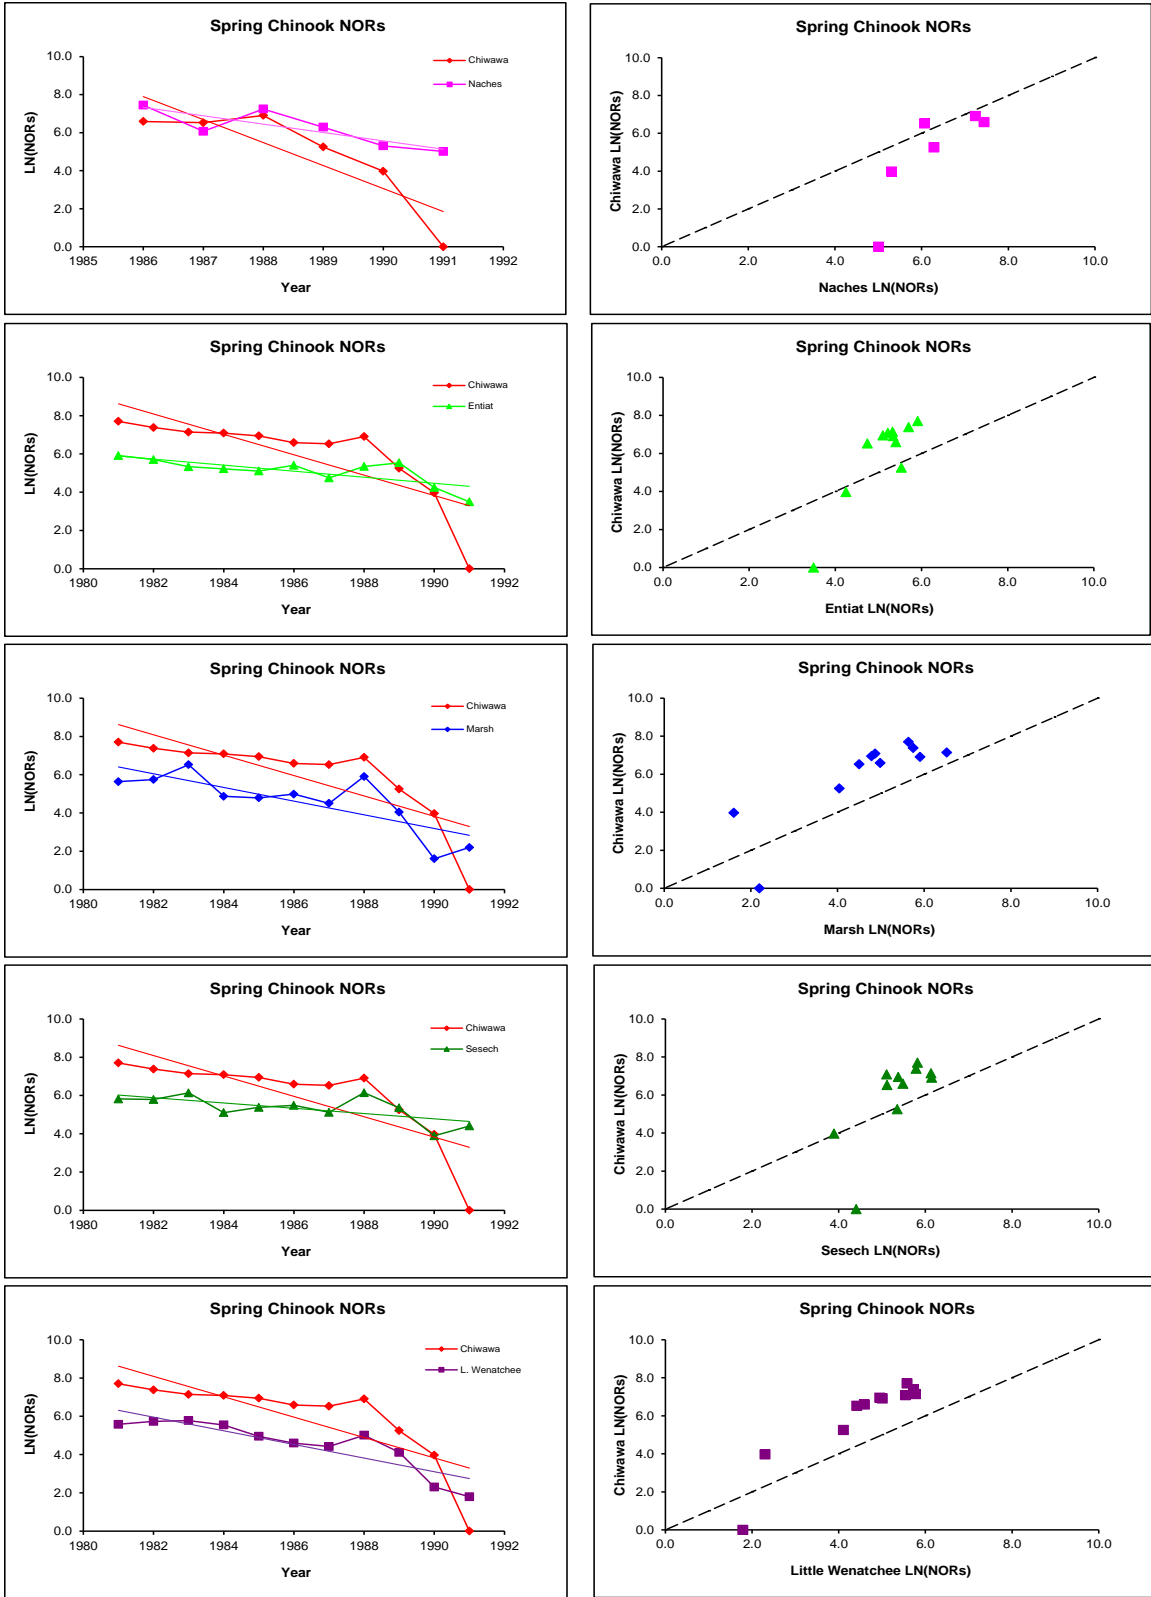 Spring Chinook NORs
10.0
8.0
6.0
4.0
2.0
0.0
LN(NORs)
1985 1986 1987 1988 1989 1990 1991 1992
Year
Chiwawa
Naches
Spring Chinook NORs
10.0
8.0
6.0
4.0
2.0
0.0
Chiwawa LN(NORs)
0.0 2.0 4.0 6.0 8.0 10.0
Naches LN(NORs)
Spring Chinook NORs
10.0
8.0
6.0
4.0
2.0
0.0
LN(NORs)
1980 1982 1984 1986 1988 1990 1992
Year
Chiwawa
Entiat
Spring Chinook NORs
10.0
8.0
6.0
4.0
2.0
0.0
Chiwawa LN(NORs)
0.0 2.0 4.0 6.0 8.0 10.0
Entiat LN(NORs)
Spring Chinook NORs
10.0
8.0
6.0
4.0
2.0
0.0
LN(NORs)
1980 1982 1984 1986 1988 1990 1992
Year
Chiwawa
Marsh
Spring Chinook NORs
10.0
8.0
6.0
4.0
2.0
0.0
Chiwawa LN(NORs)
0.0 2.0 4.0 6.0 8.0 10.0
Marsh LN(NORs)
Spring Chinook NORs
10.0
8.0
6.0
4.0
2.0
0.0
LN(NORs)
1980 1982 1984 1986 1988 1990 1992
Year
Chiwawa
Sesech
Spring Chinook NORs
10.0
8.0
6.0
4.0
2.0
0.0
Chiwawa LN(NORs)
0.0 2.0 4.0 6.0 8.0 10.0
Sesech LN(NORs)
Spring Chinook NORs
10.0
8.0
6.0
4.0
2.0
0.0
LN(NORs)
1980 1982 1984 1986 1988 1990 1992
Year
Chiwawa
L. Wenatchee
Spring Chinook NORs
10.0
8.0
6.0
4.0
2.0
0.0
Chiwawa LN(NORs)
0.0 2.0 4.0 6.0 8.0 10.0
Little Wenatchee LN(NORs)